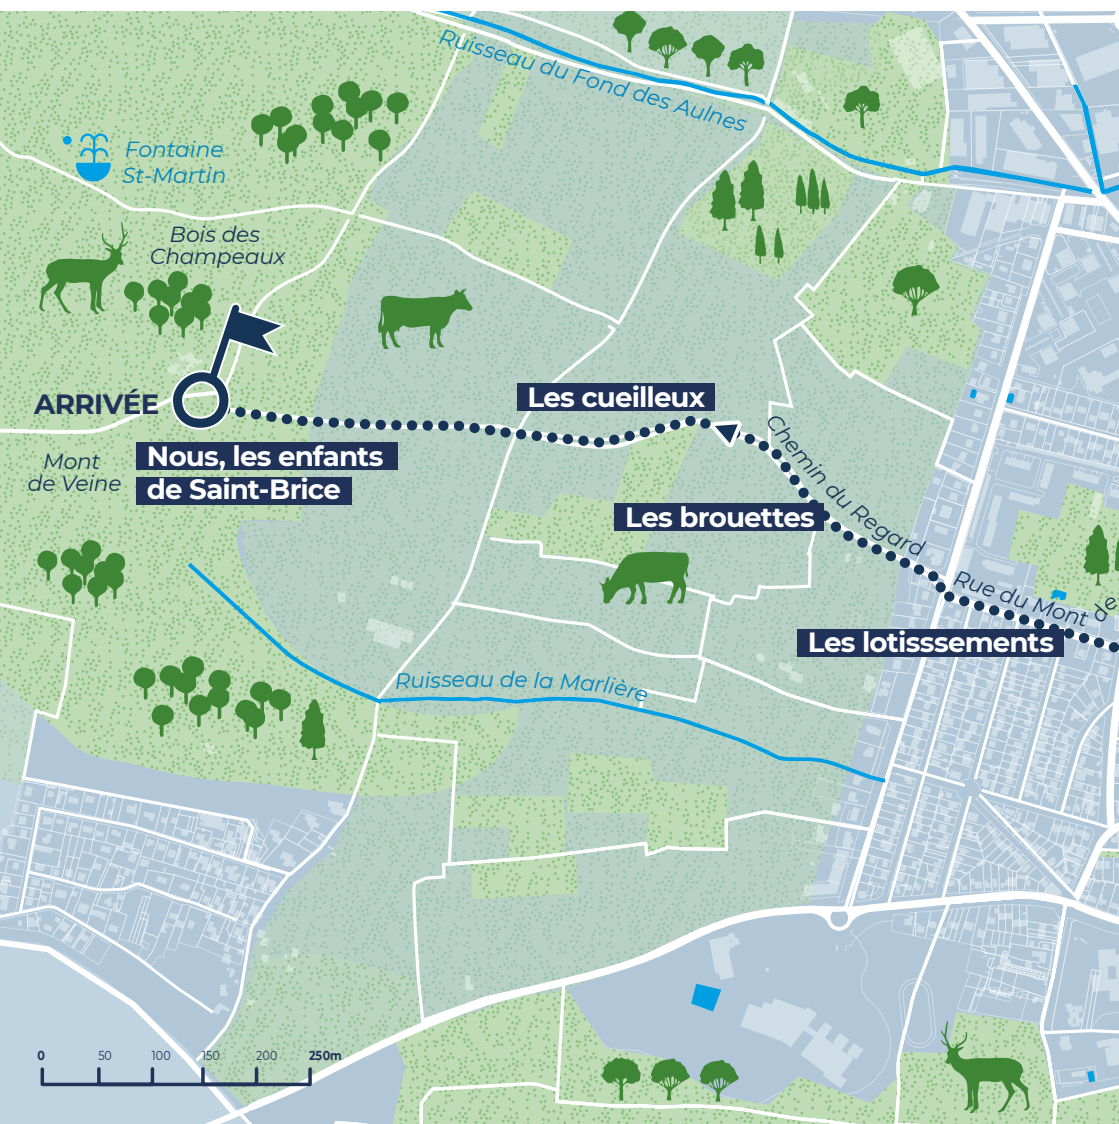 Ruisseau du Fond des Aulnes
Fontaine
St-Martin
Bois des
Champeaux
ARRIVÉE
Les cueilleux
Chemin du Regard
Nous, les enfants
de Saint-Brice
Mont
de Veine
Les brouettes
Rue du Mont de
Les lotisssements
Ruisseau de la Marlière
0 50 100 150 200 250m